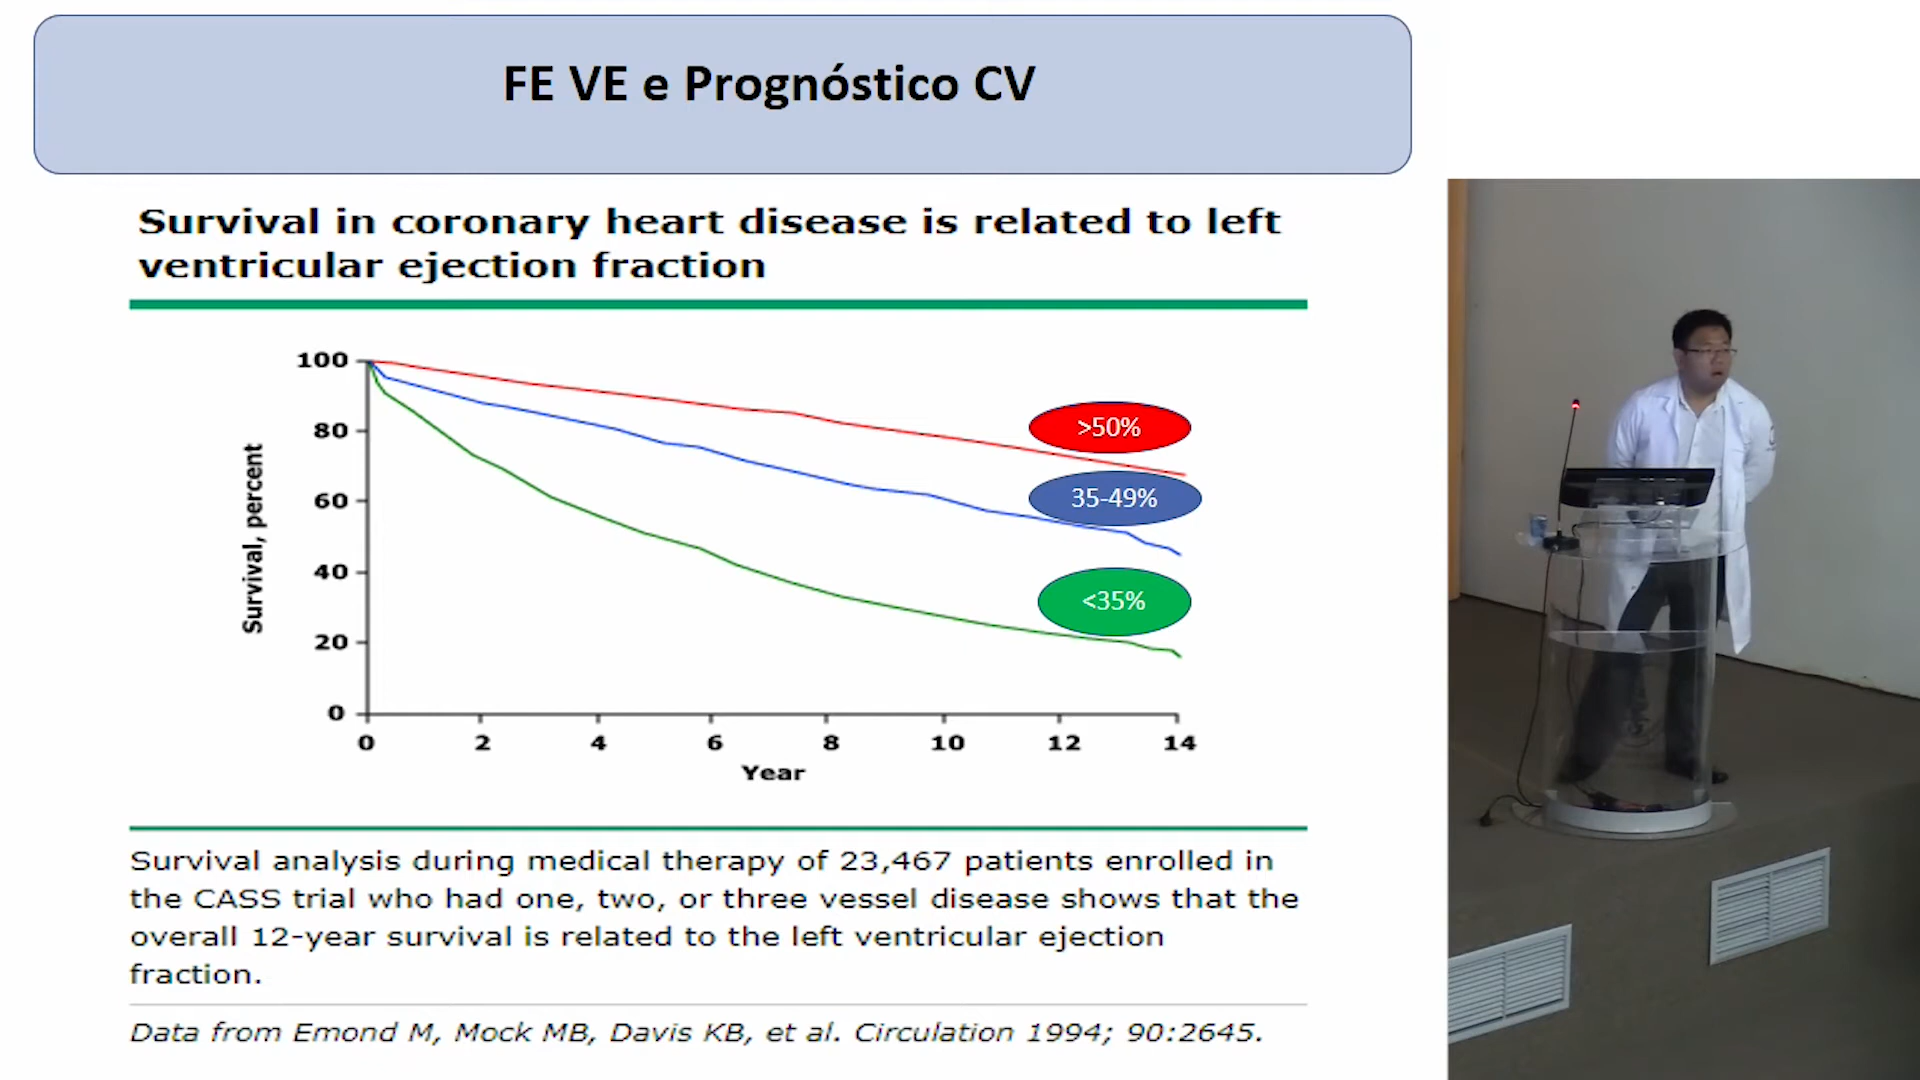 FE VE e Prognóstico CV
Survival in coronary heart disease is related to left
ventricular ejection fraction
Survival, percent
100
80
60
40
20
0
>50%
35-49%
<35%
0 2 4 6 8 10 12 14
Year
Survival analysis during medical therapy of 23,467 patients enrolled in
the CASS trial who had one, two, or three vessel disease shows that the
overall 12-year survival is related to the left ventricular ejection
fraction.
Data from Emond M, Mock MB, Davis KB, et al. Circulation 1994; 90:2645.